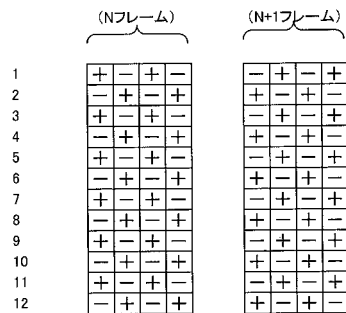 (Nフレーム) (N+1フレーム)
1 + − + − − + − +
2 − + − + + − + −
3 + − + − − + − +
4 − + − + + − + −
5 + − + − − + − +
6 − + − + + − + −
7 + − + − − + − +
8 − + − + + − + −
9 + − + − − + − +
10 − + − + + − + −
11 + − + − − + − +
12 − + − + + − + −